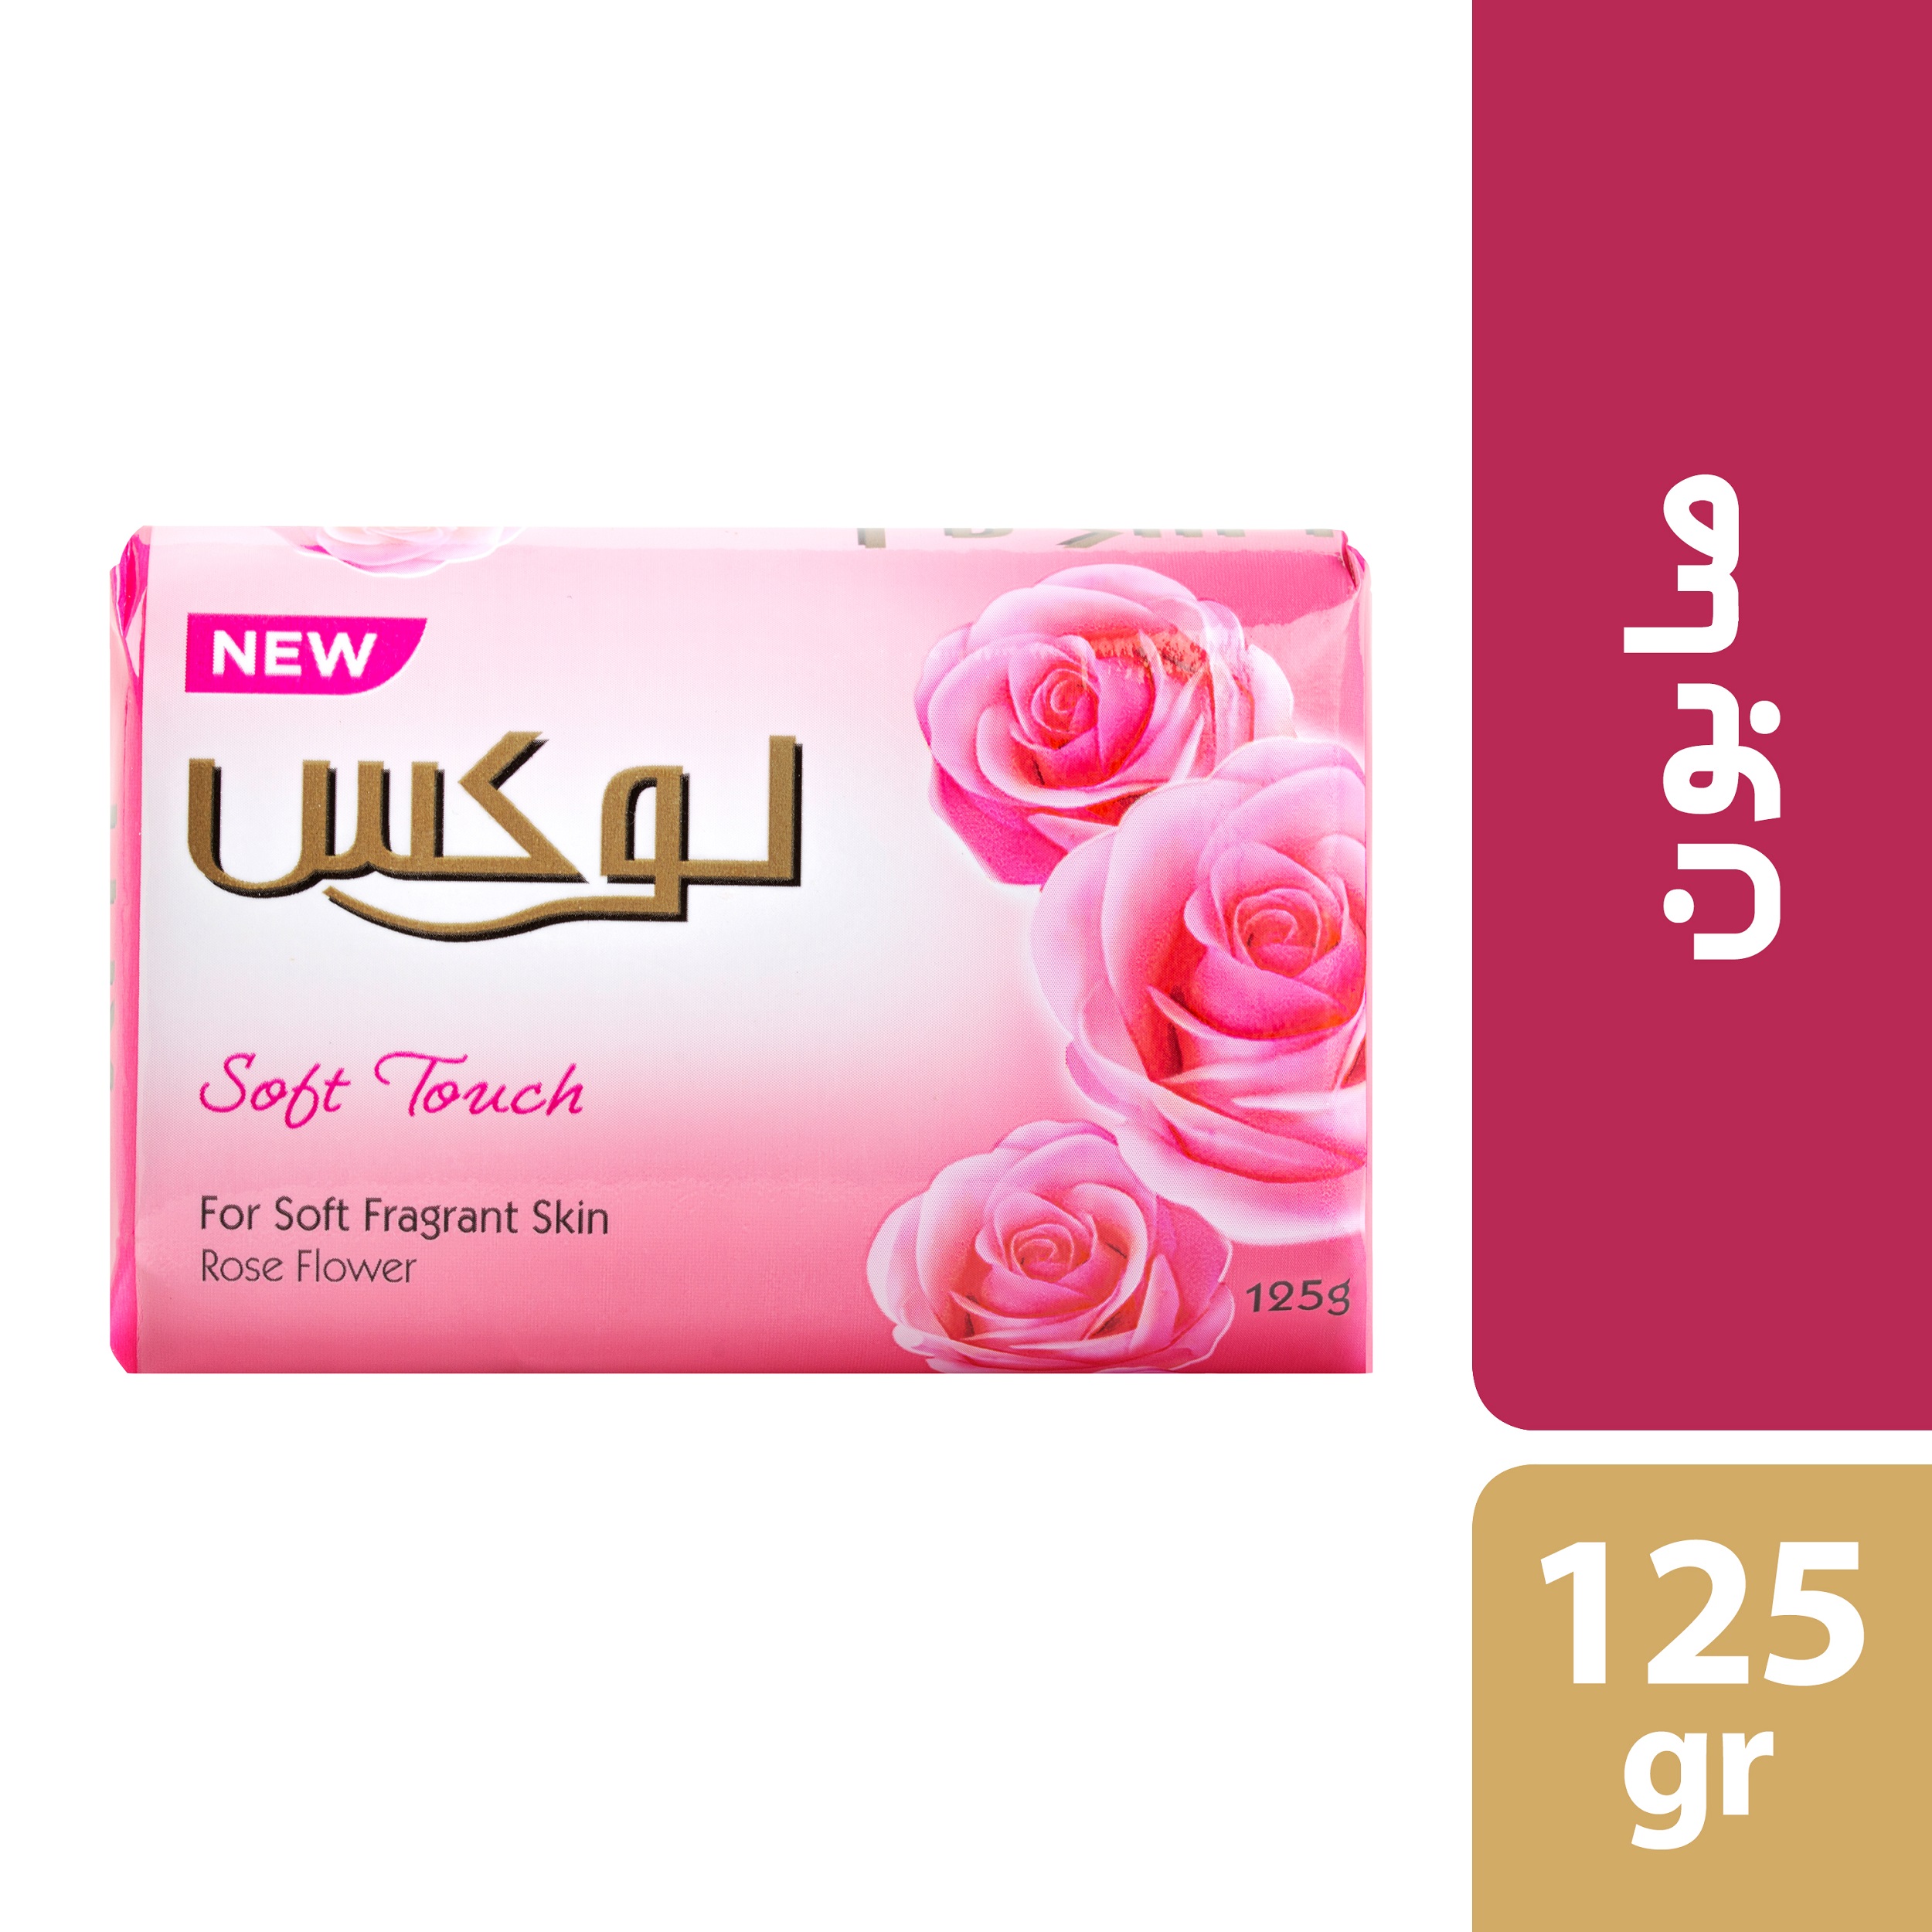 NEW
لوكس
Soft Touch
For Soft Fragrant Skin
Rose Flower
125g
صابون
125
gr